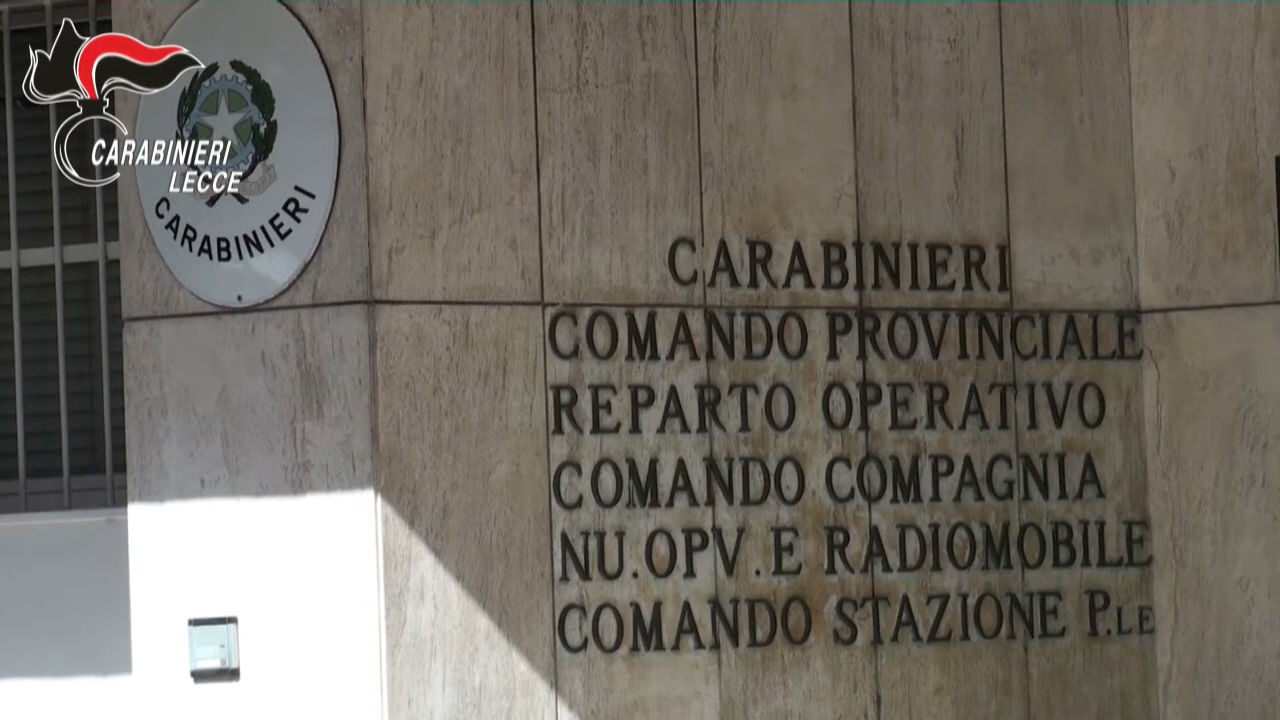 CARABINIERI
LECCE
CARABINIERI
CARABINIERI
COMANDO PROVINCIALE
REPARTO OPERATIVO
COMANDO COMPAGNIA
NU.OPV.E RADIOMOBILE
COMANDO STAZIONE P.LE